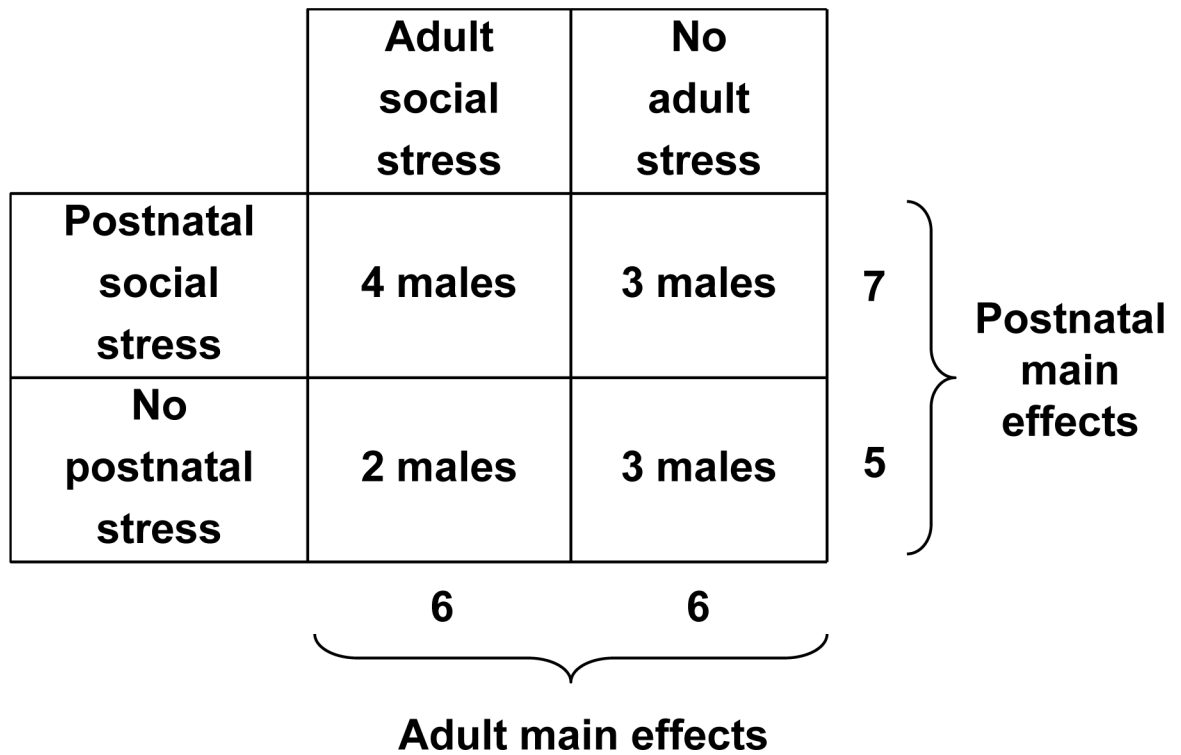 Adult
social
stress
No
adult
stress
Postnatal
social
stress
4 males
3 males
7
No
postnatal
stress
2 males
3 males
5
Postnatal
main
effects
6
6
Adult main effects